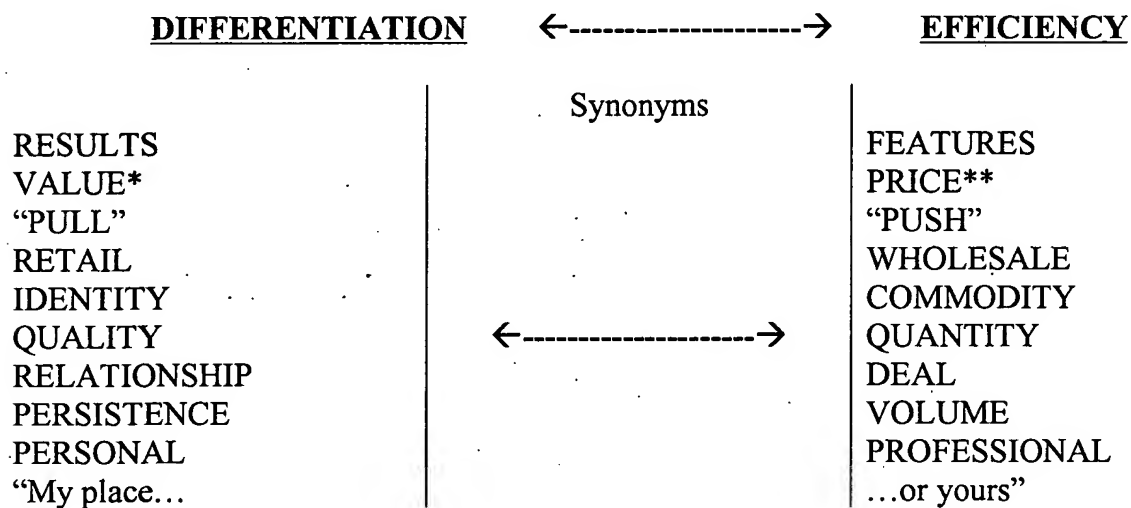 DIFFERENTIATION ←----------------------→ EFFICIENCY
Synonyms
RESULTS FEATURES
VALUE* PRICE**
“PULL” “PUSH”
RETAIL WHOLESALE
IDENTITY COMMODITY
QUALITY ←----------------------→ QUANTITY
RELATIONSHIP DEAL
PERSISTENCE VOLUME
PERSONAL PROFESSIONAL
“My place… …or yours”